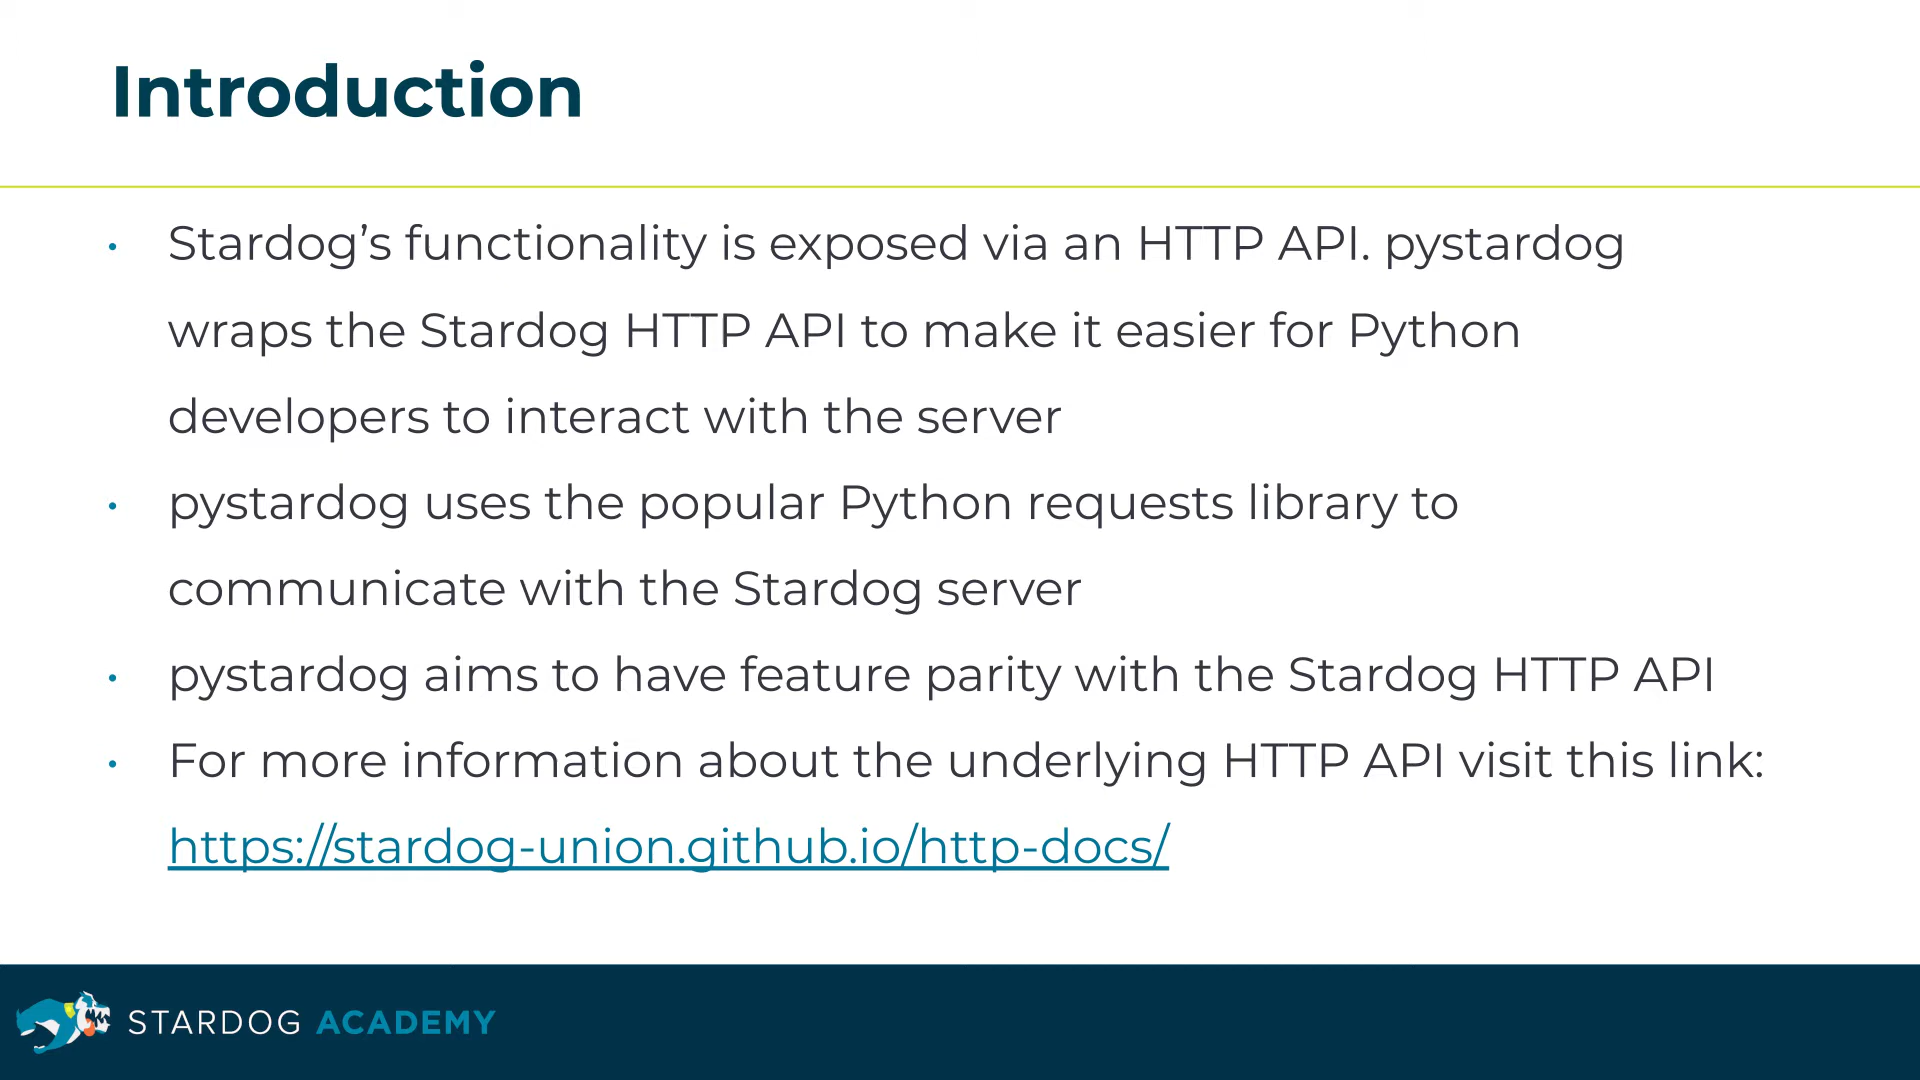 Introduction
• Stardog’s functionality is exposed via an HTTP API. pystardog
wraps the Stardog HTTP API to make it easier for Python
developers to interact with the server
• pystardog uses the popular Python requests library to
communicate with the Stardog server
• pystardog aims to have feature parity with the Stardog HTTP API
• For more information about the underlying HTTP API visit this link:
https://stardog-union.github.io/http-docs/
STARDOG ACADEMY